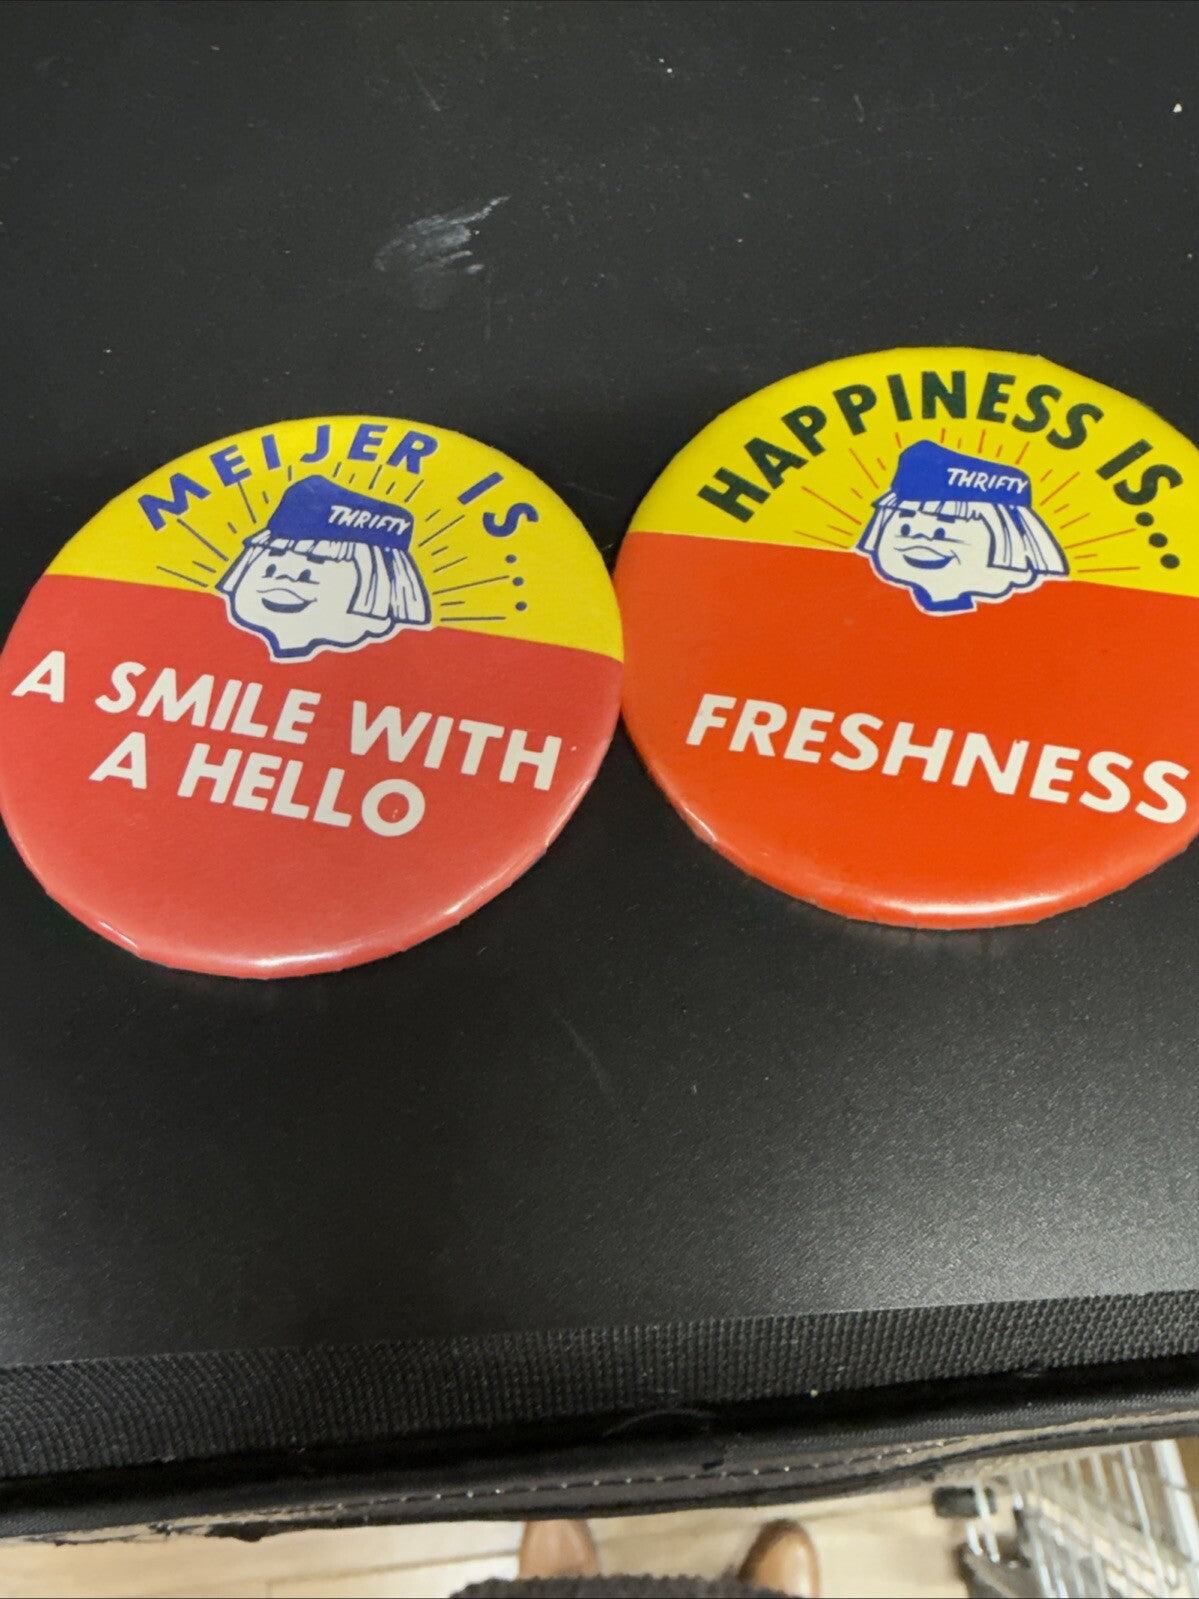 MEIJER IS...
THRIFTY
A SMILE WITH
A HELLO
HAPPINESS IS...
THRIFTY
FRESHNESS